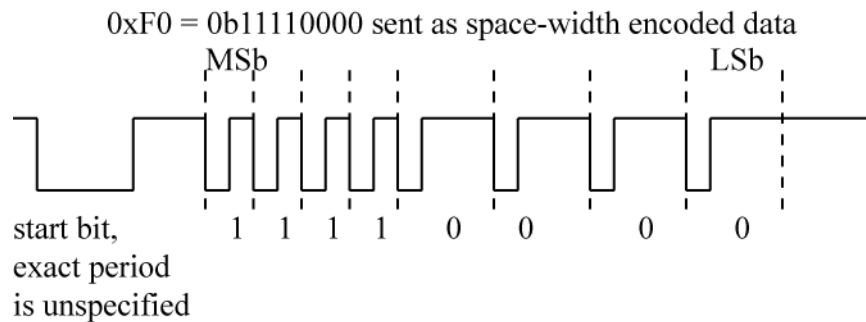 0xF0 = 0b11110000 sent as space-width encoded data
MSb LSb
start bit, 1 1 1 1 0 0 0 0
exact period
is unspecified